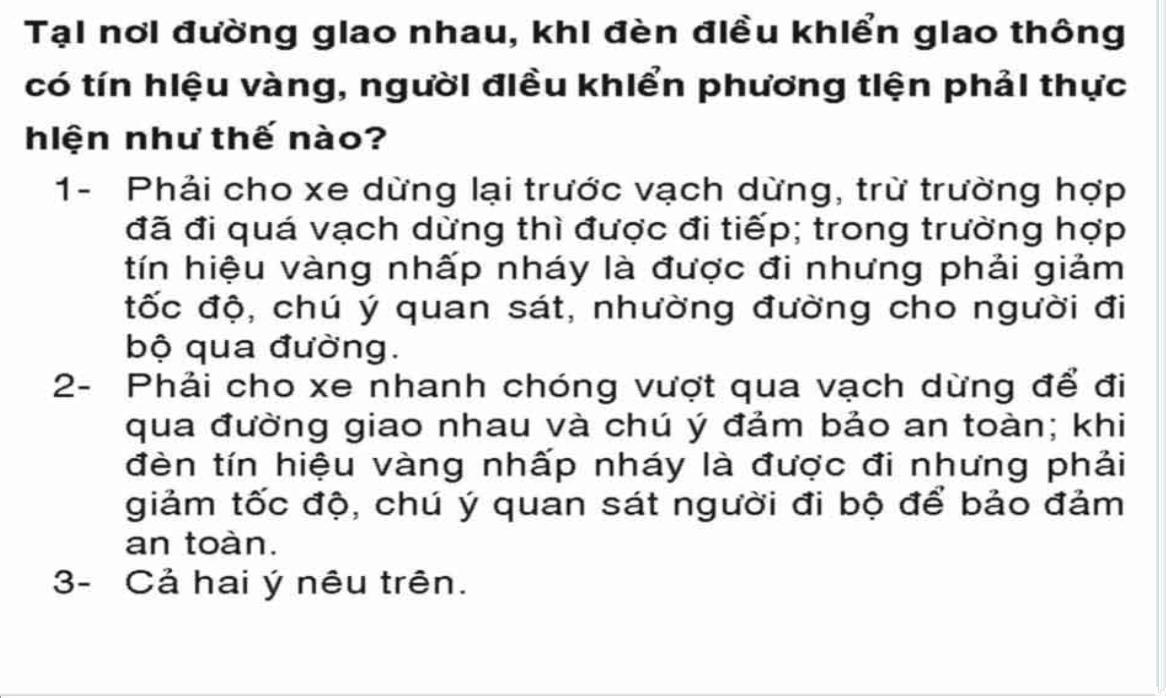 Tại nơi đường giao nhau, khi đèn điều khiển giao thông
có tín hiệu vàng, người điều khiển phương tiện phải thực
hiện như thế nào?
1- Phải cho xe dừng lại trước vạch dừng, trừ trường hợp
đã đi quá vạch dừng thì được đi tiếp; trong trường hợp
tín hiệu vàng nhấp nháy là được đi nhưng phải giảm
tốc độ, chú ý quan sát, nhường đường cho người đi
bộ qua đường.
2- Phải cho xe nhanh chóng vượt qua vạch dừng để đi
qua đường giao nhau và chú ý đảm bảo an toàn; khi
đèn tín hiệu vàng nhấp nháy là được đi nhưng phải
giảm tốc độ, chú ý quan sát người đi bộ để bảo đảm
an toàn.
3- Cả hai ý nêu trên.